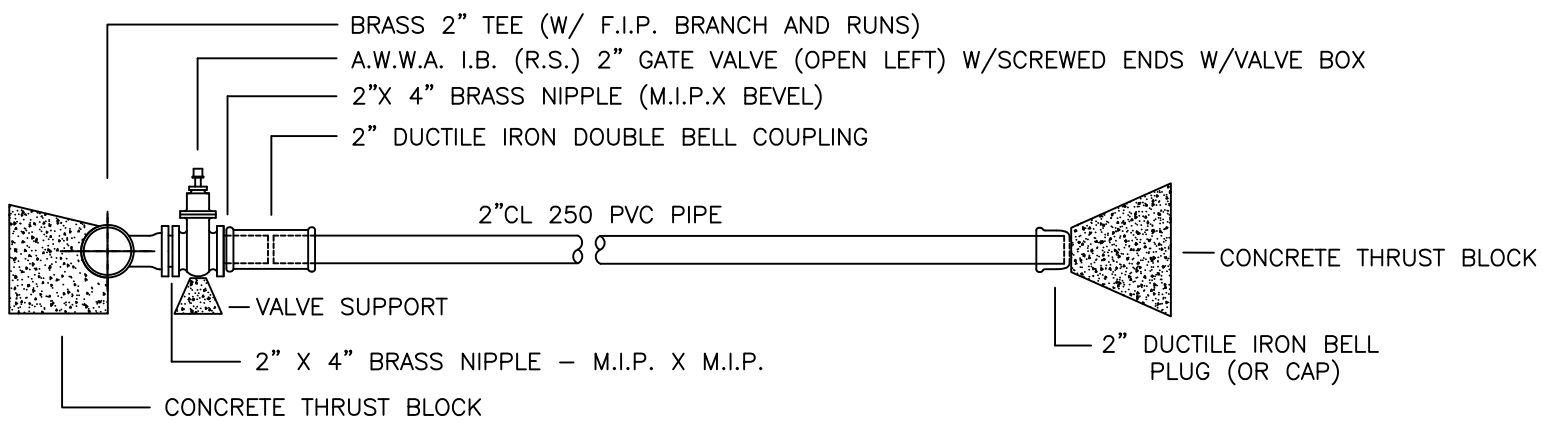 BRASS 2" TEE (W/ F.I.P. BRANCH AND RUNS)
A.W.W.A. I.B. (R.S.) 2" GATE VALVE (OPEN LEFT) W/SCREWED ENDS W/VALVE BOX
2"X 4" BRASS NIPPLE (M.I.P.X BEVEL)
2" DUCTILE IRON DOUBLE BELL COUPLING
2"CL 250 PVC PIPE
CONCRETE THRUST BLOCK
VALVE SUPPORT
2" DUCTILE IRON BELL
PLUG (OR CAP)
2" X 4" BRASS NIPPLE – M.I.P. X M.I.P.
CONCRETE THRUST BLOCK